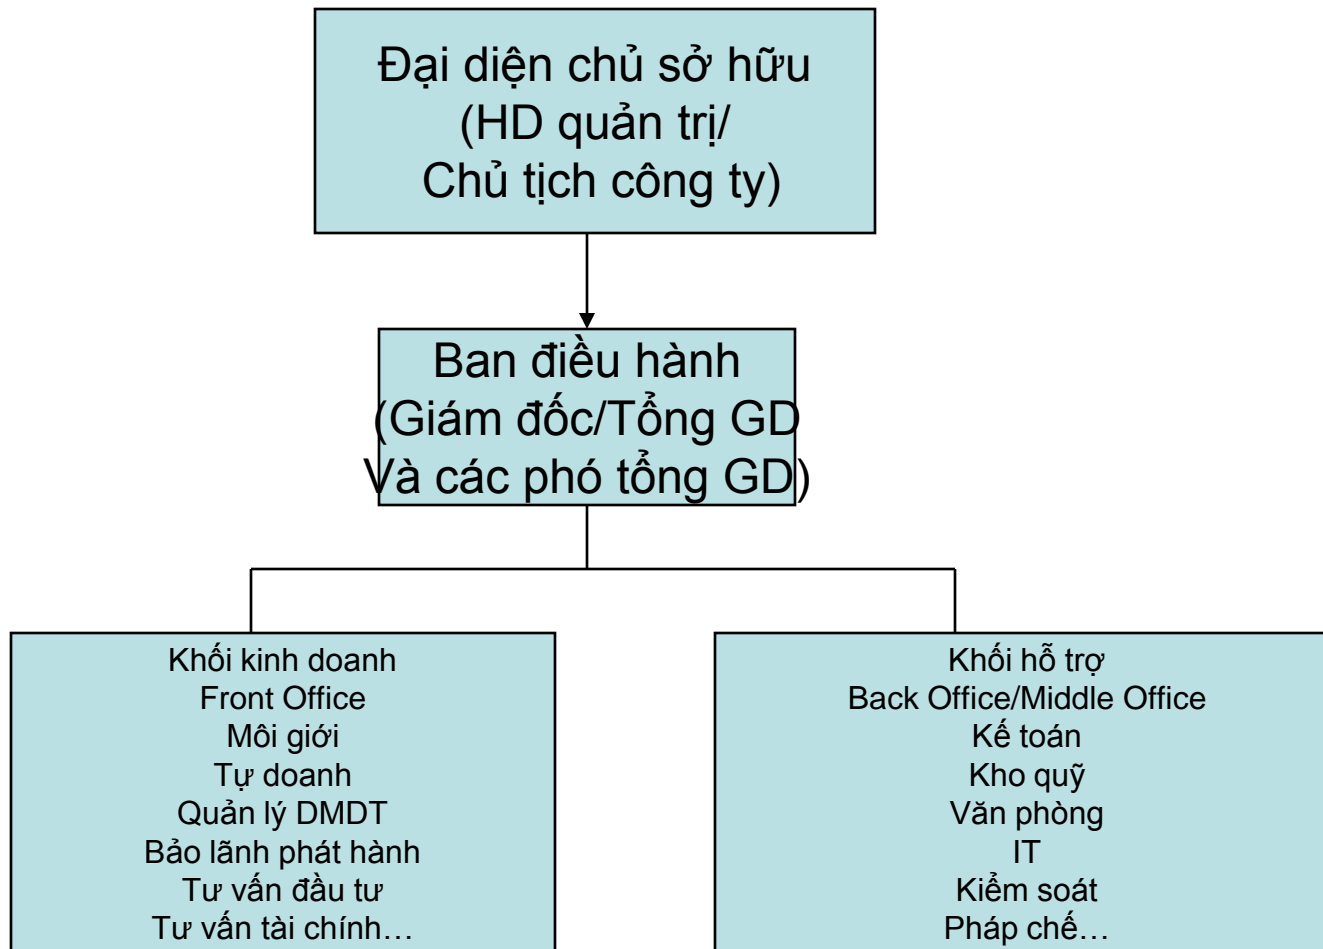 Đại diện chủ sở hữu
(HD quản trị/
Chủ tịch công ty)
Ban điều hành
(Giám đốc/Tổng GD
Và các phó tổng GD)
Khối kinh doanh
Front Office
Môi giới
Tự doanh
Quản lý DMDT
Bảo lãnh phát hành
Tư vấn đầu tư
Tư vấn tài chính...
Khối hỗ trợ
Back Office/Middle Office
Kế toán
Kho quỹ
Văn phòng
IT
Kiểm soát
Pháp chế...